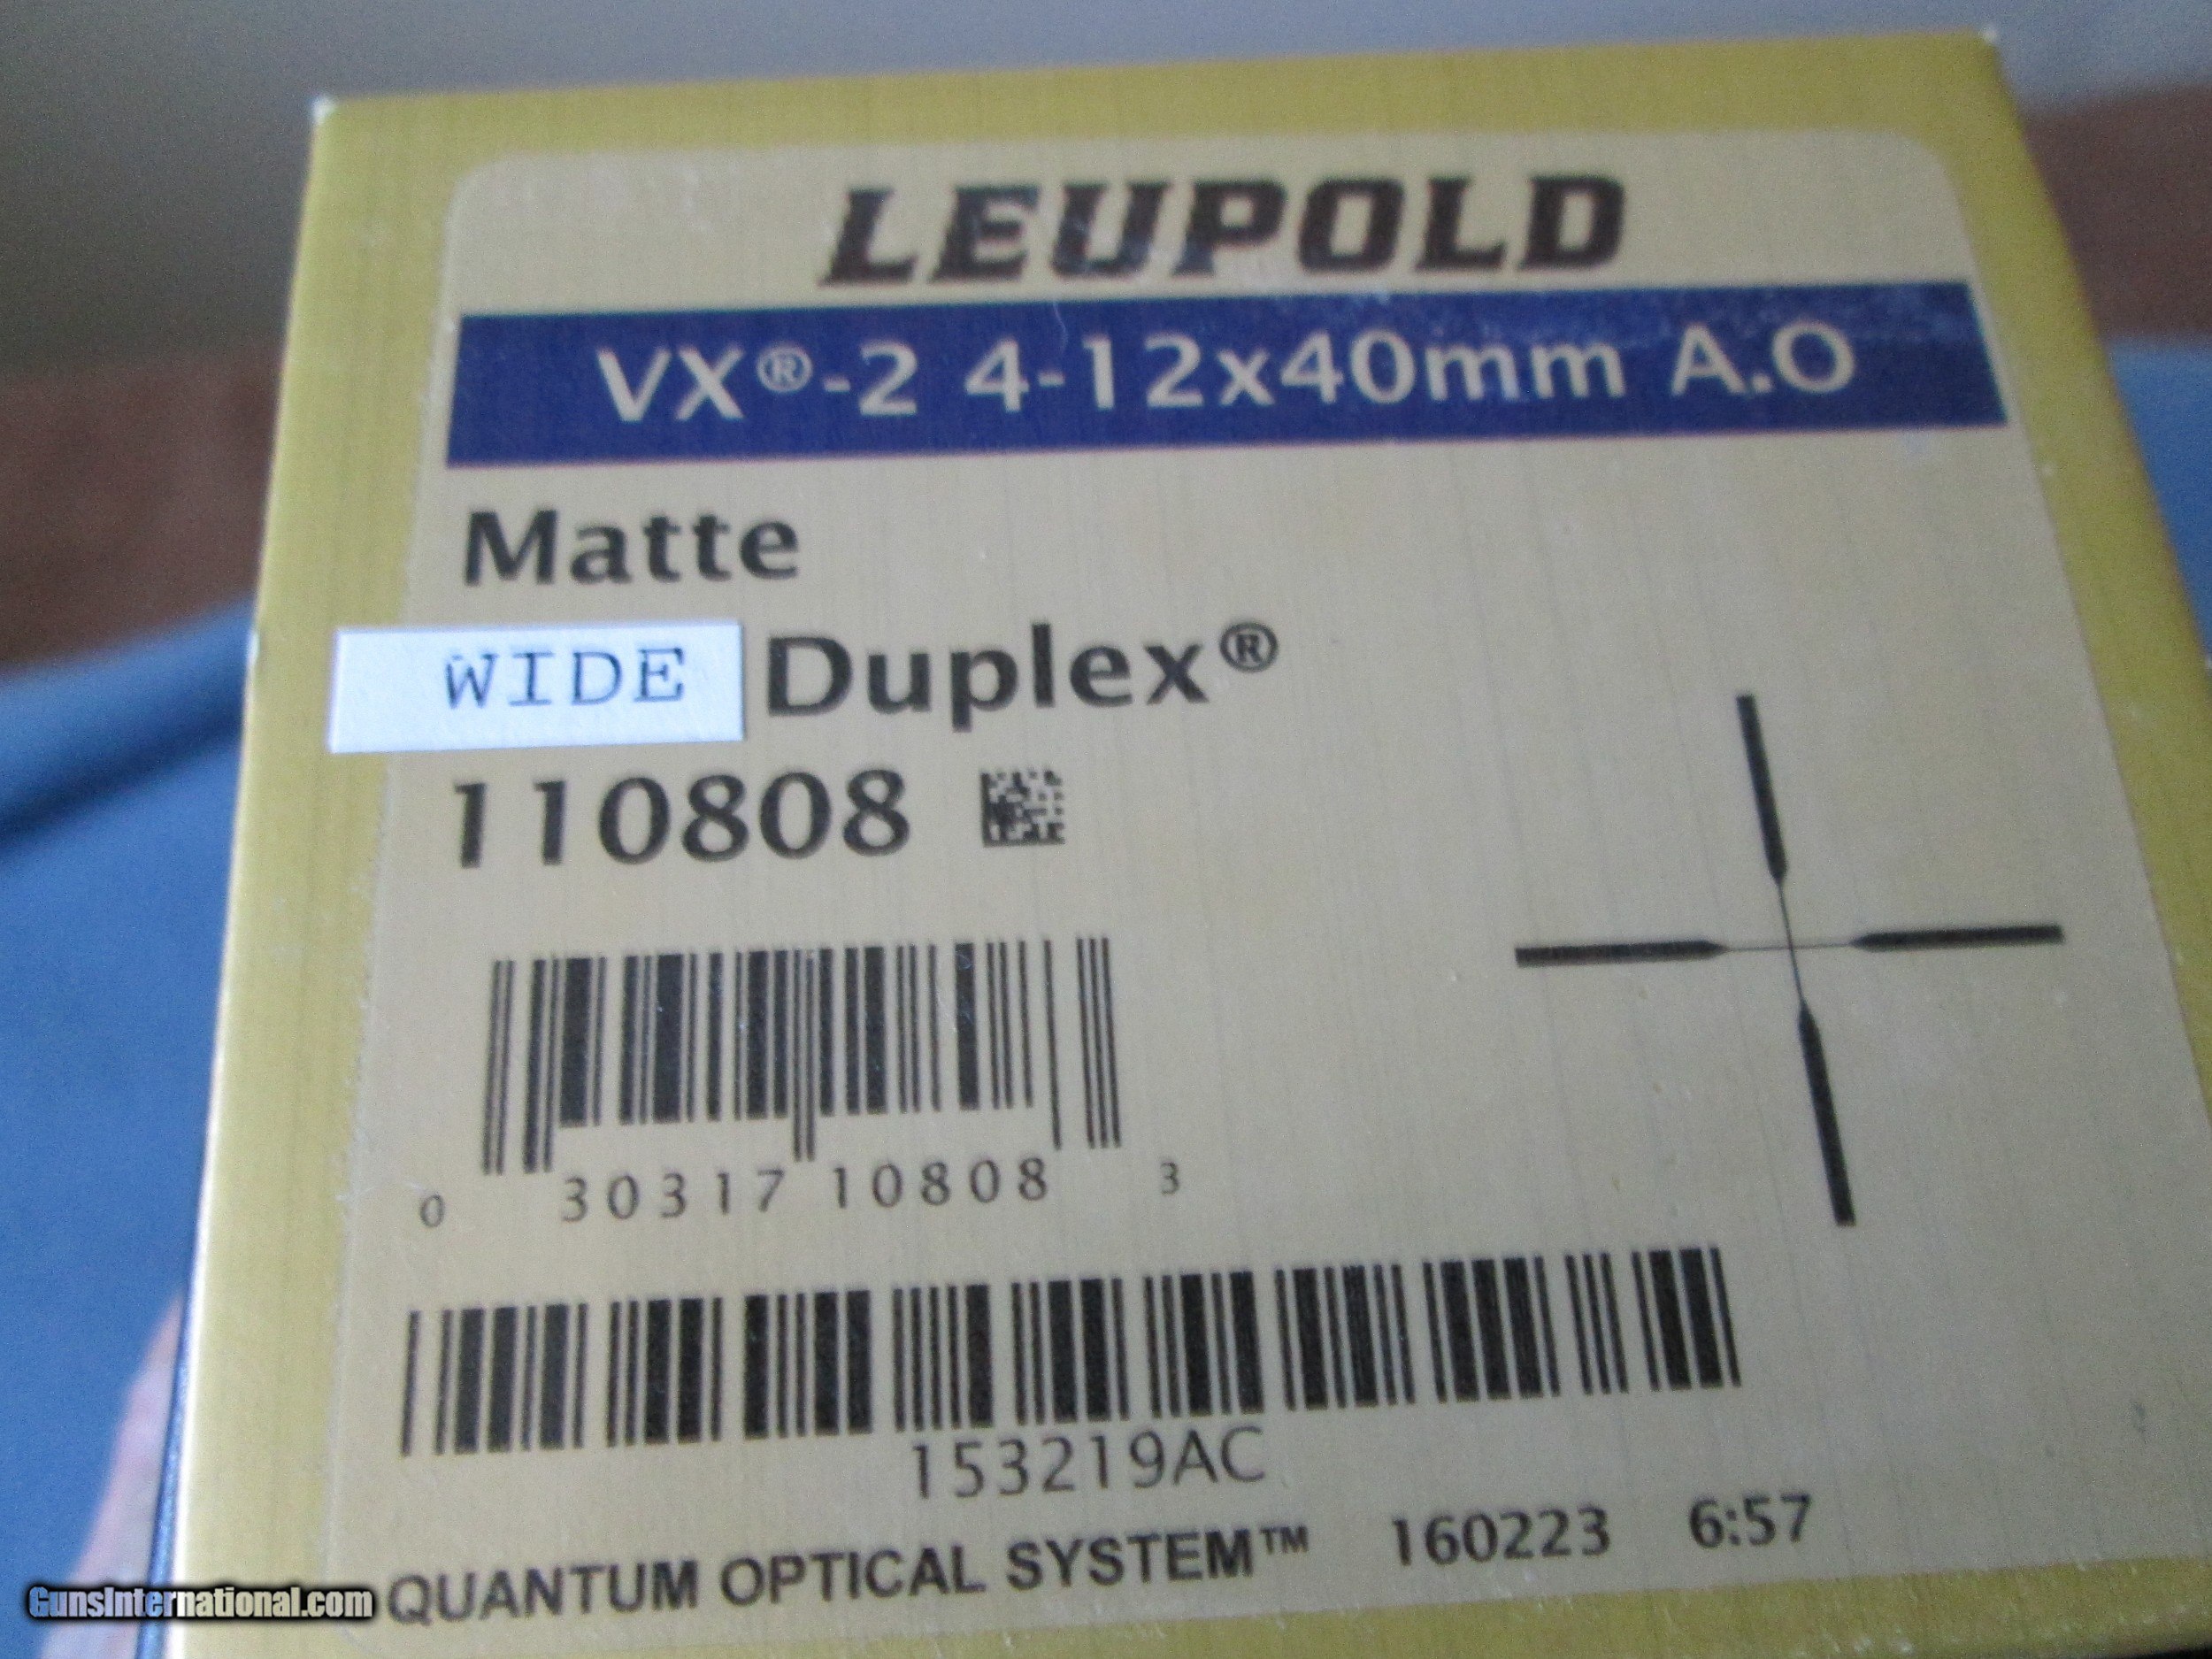 LEUPOLD
VX®-2 4-12x40mm A.O
Matte
WIDE Duplex®
110808
0 30317 10808 3
153219AC
QUANTUM OPTICAL SYSTEM™ 160223 6:57
GunsInternational.com